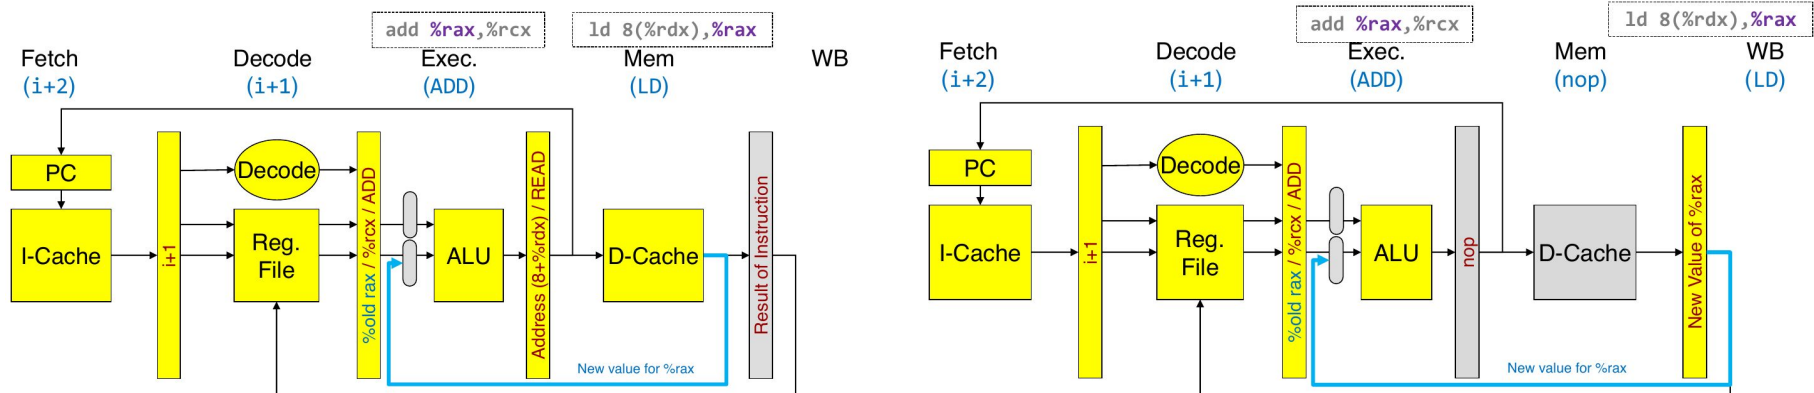 add %rax,%rcx
ld 8(%rdx),%rax
Fetch
Decode
Exec.
Mem
WB
(i+2)
(i+1)
(ADD)
(LD)
PC
I-Cache
i+1
Decode
Reg.
File
%old rax / %rcx / ADD
ALU
Address (8+%rdx) / READ
D-Cache
Result of Instruction
New value for %rax
add %rax,%rcx
ld 8(%rdx),%rax
Fetch
Decode
Exec.
Mem
WB
(i+2)
(i+1)
(ADD)
(nop)
(LD)
PC
I-Cache
i+1
Decode
Reg.
File
%old rax / %rcx / ADD
ALU
nop
D-Cache
New Value of %rax
New value for %rax